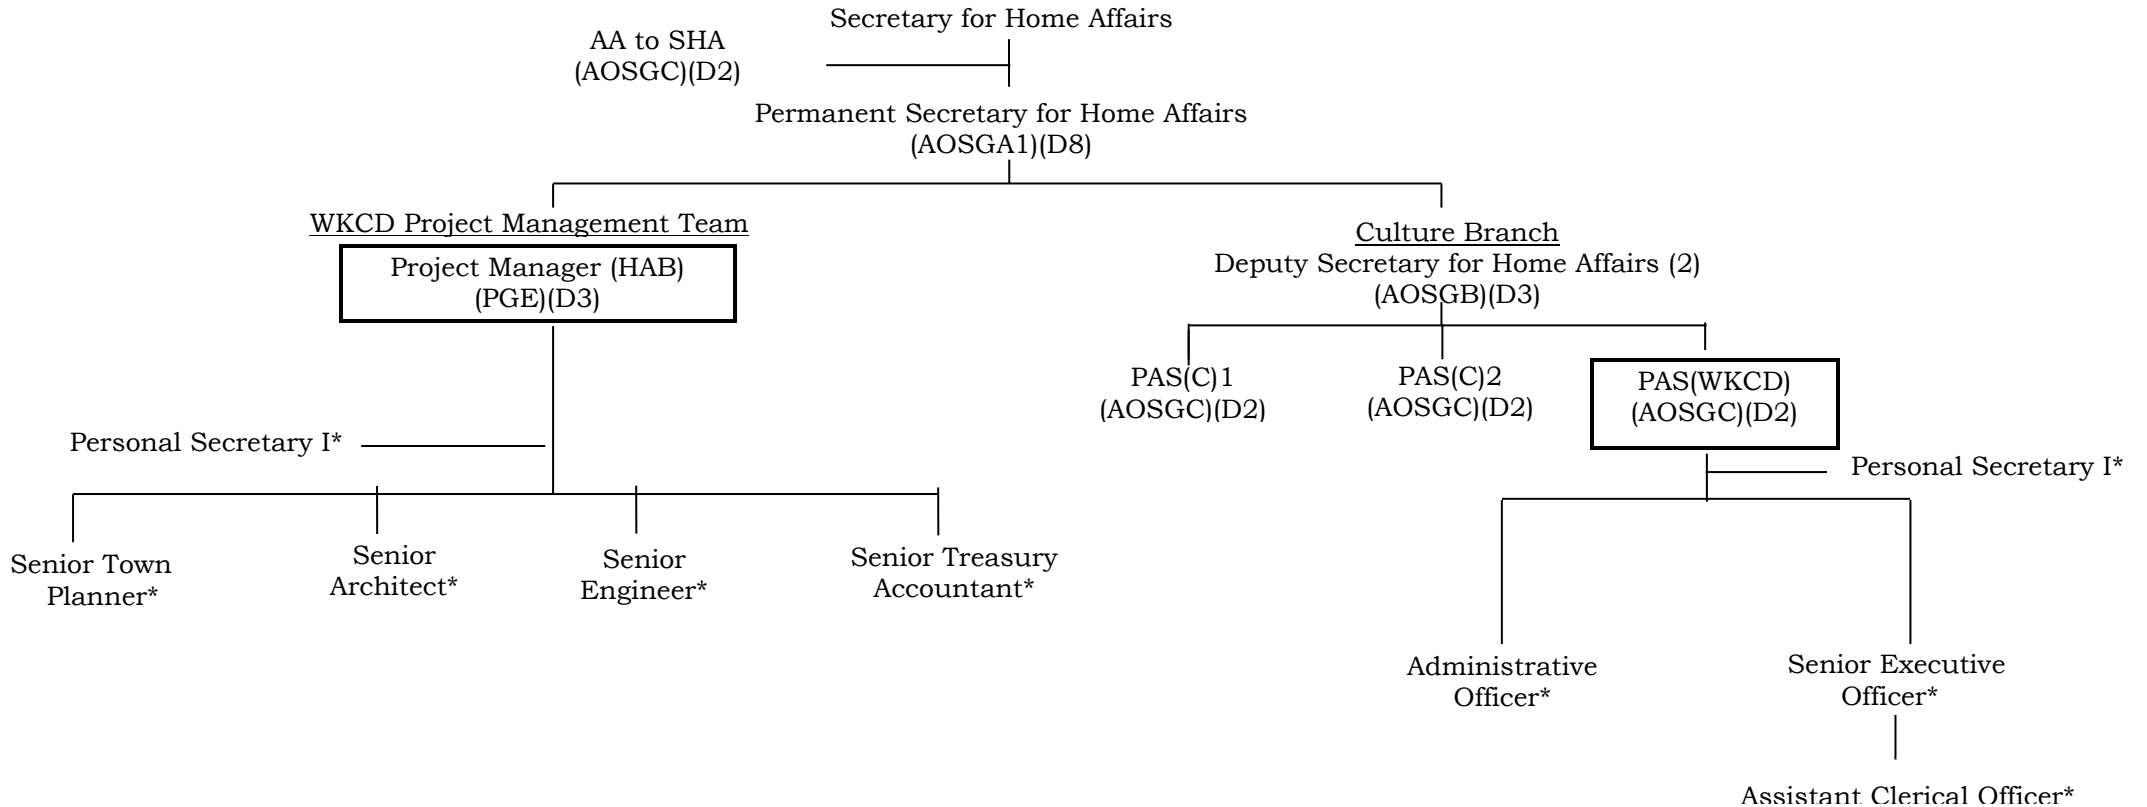 Secretary for Home Affairs
AA to SHA
(AOSGC)(D2)
Permanent Secretary for Home Affairs
(AOSGA1)(D8)
WKCD Project Management Team
Project Manager (HAB)
(PGE)(D3)
Culture Branch
Deputy Secretary for Home Affairs (2)
(AOSGB)(D3)
PAS(C)1
(AOSGC)(D2)
PAS(C)2
(AOSGC)(D2)
PAS(WKCD)
(AOSGC)(D2)
Personal Secretary I*
Personal Secretary I*
Senior Town
Planner*
Senior
Architect*
Senior
Engineer*
Senior Treasury
Accountant*
Administrative
Officer*
Senior Executive
Officer*
Assistant Clerical Officer*